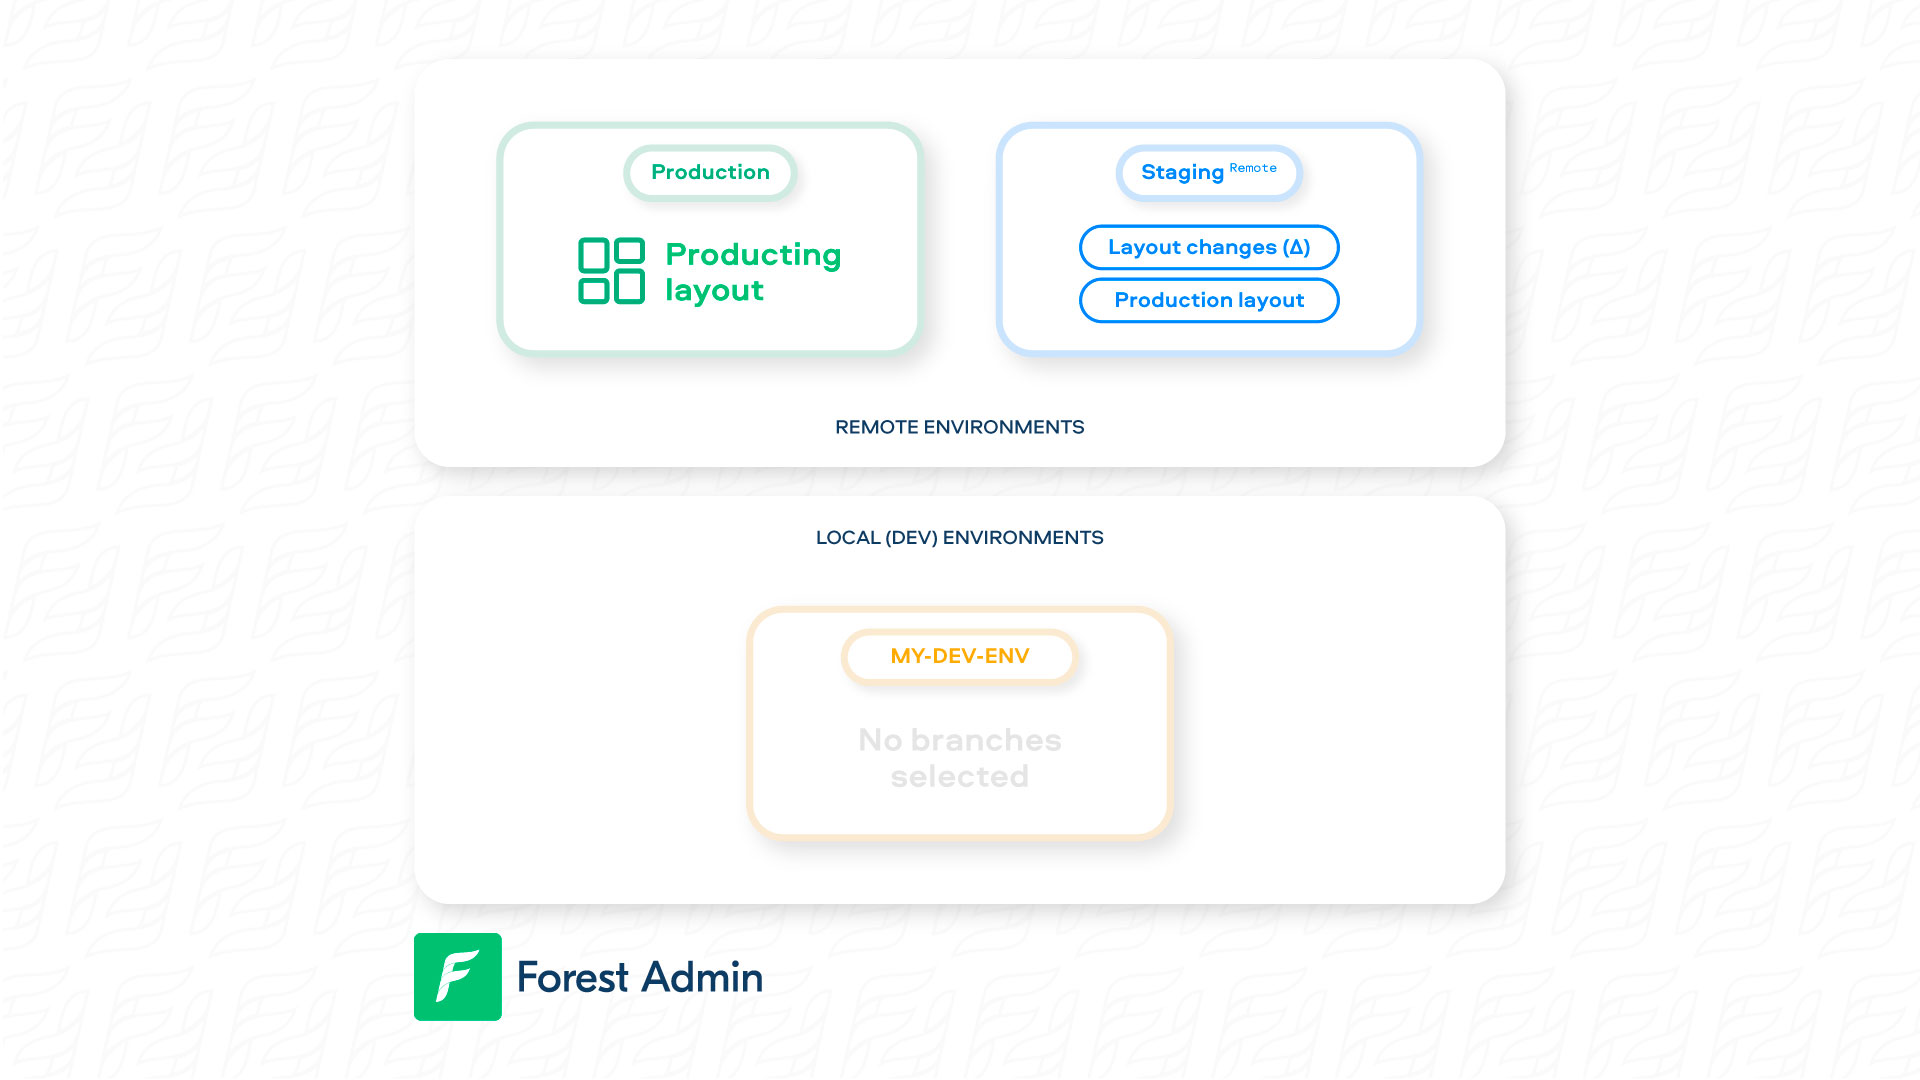 Production
Producting
layout
Staging Remote
Layout changes (Δ)
Production layout
REMOTE ENVIRONMENTS
LOCAL (DEV) ENVIRONMENTS
MY-DEV-ENV
No branches
selected
Forest Admin